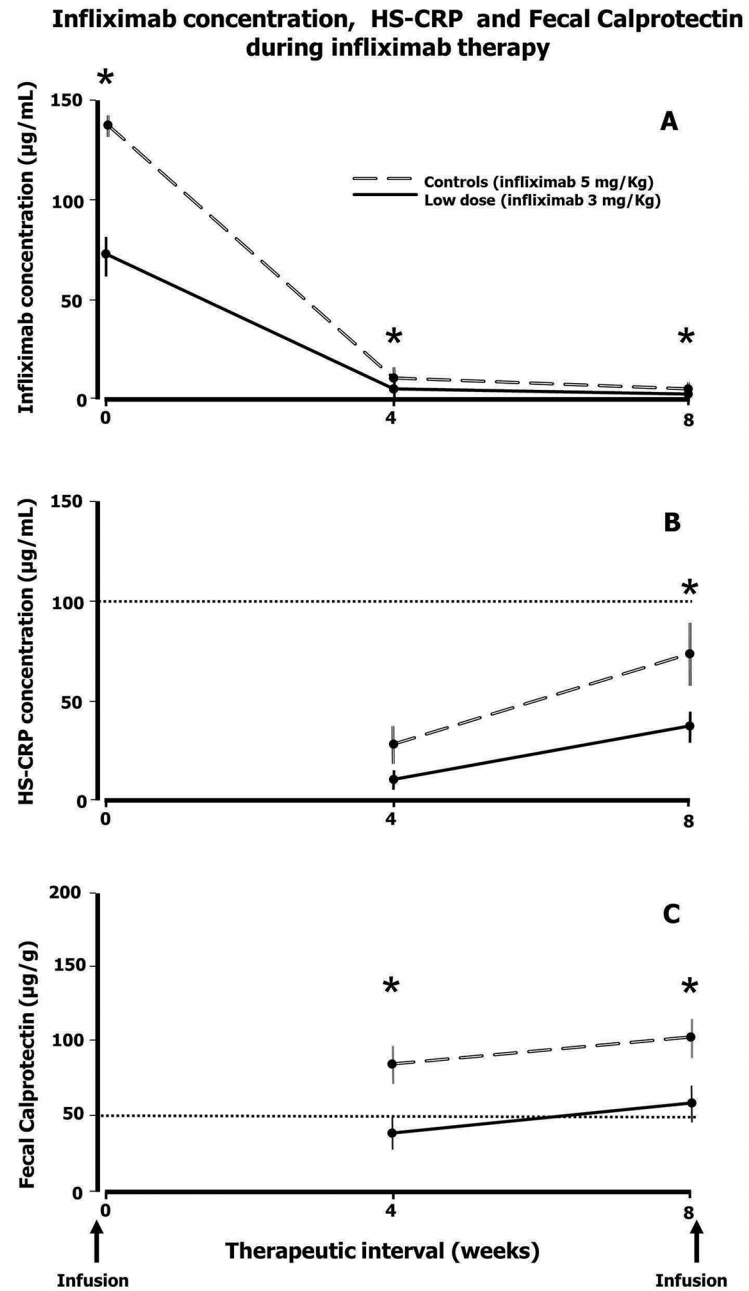 Infliximab concentration, HS-CRP and Fecal Calprotectin
during infliximab therapy
*
150
A
Infliximab concentration (µg/mL)
Controls (infliximab 5 mg/Kg)
Low dose (infliximab 3 mg/Kg)
100
50
* *
0
0 4 8
150
B
HS-CRP concentration (µg/mL)
*
100
50
0
0 4 8
200
C
Fecal Calprotectin (µg/g)
150
* *
100
50
0
0 4 8
Therapeutic interval (weeks)
Infusion Infusion